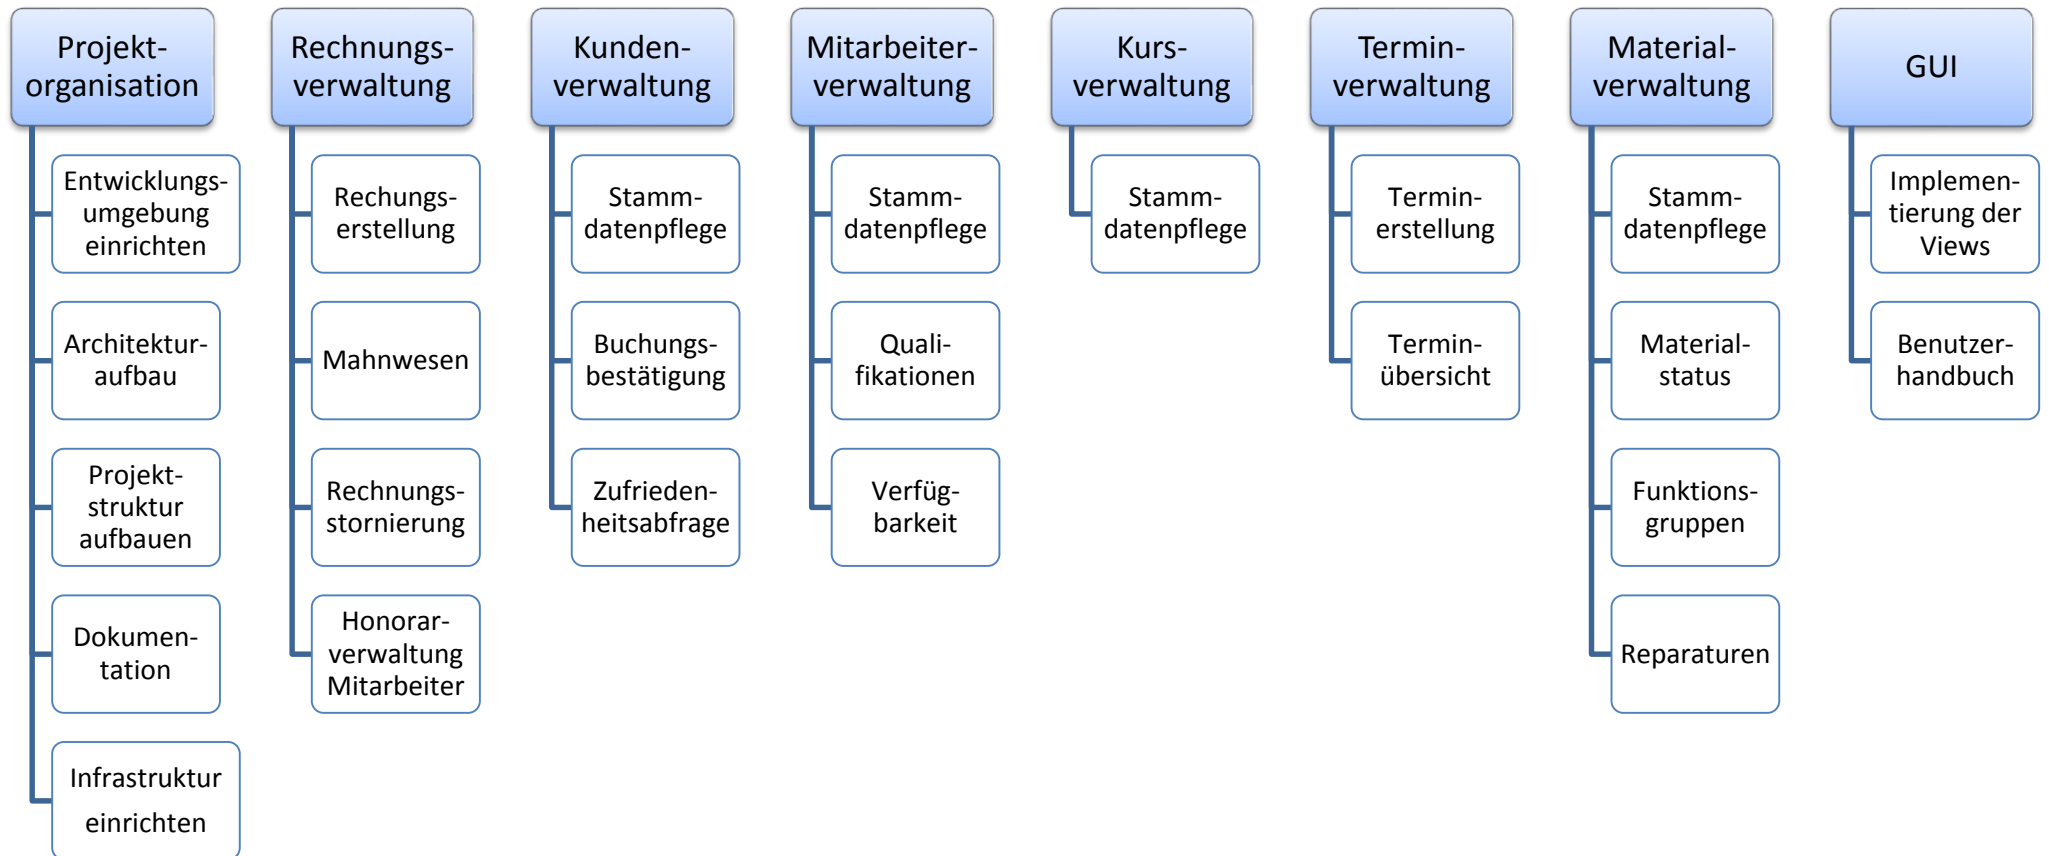 Projekt-
organisation
Entwicklungs-
umgebung
einrichten
Architektur-
aufbau
Projekt-
struktur
aufbauen
Dokumen-
tation
Infrastruktur
einrichten
Rechnungs-
verwaltung
Rechungs-
erstellung
Mahnwesen
Rechnungs-
stornierung
Honorar-
verwaltung
Mitarbeiter
Kunden-
verwaltung
Stamm-
datenpflege
Buchungs-
bestätigung
Zufrieden-
heitsabfrage
Mitarbeiter-
verwaltung
Stamm-
datenpflege
Quali-
fikationen
Verfüg-
barkeit
Kurs-
verwaltung
Stamm-
datenpflege
Termin-
verwaltung
Termin-
erstellung
Termin-
übersicht
Material-
verwaltung
Stamm-
datenpflege
Material-
status
Funktions-
gruppen
Reparaturen
GUI
Implemen-
tierung der
Views
Benutzer-
handbuch